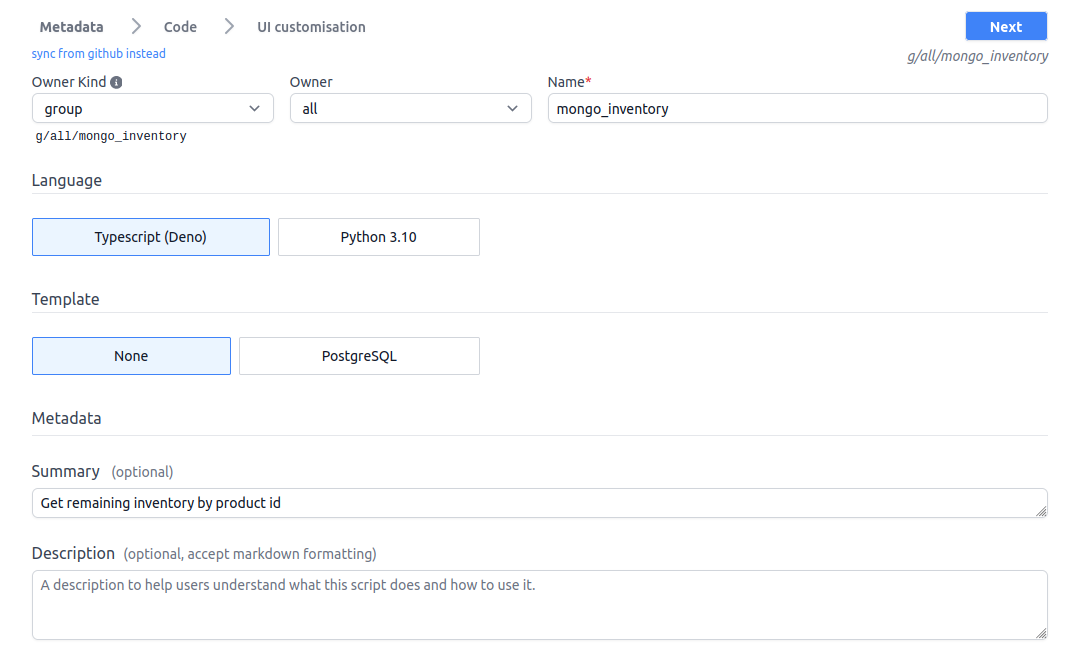 Metadata > Code > UI customisation Next
sync from github instead g/all/mongo_inventory
Owner Kind Owner Name*
group all mongo_inventory
g/all/mongo_inventory
Language
Typescript (Deno) Python 3.10
Template
None PostgreSQL
Metadata
Summary (optional)
Get remaining inventory by product id
Description (optional, accept markdown formatting)
A description to help users understand what this script does and how to use it.